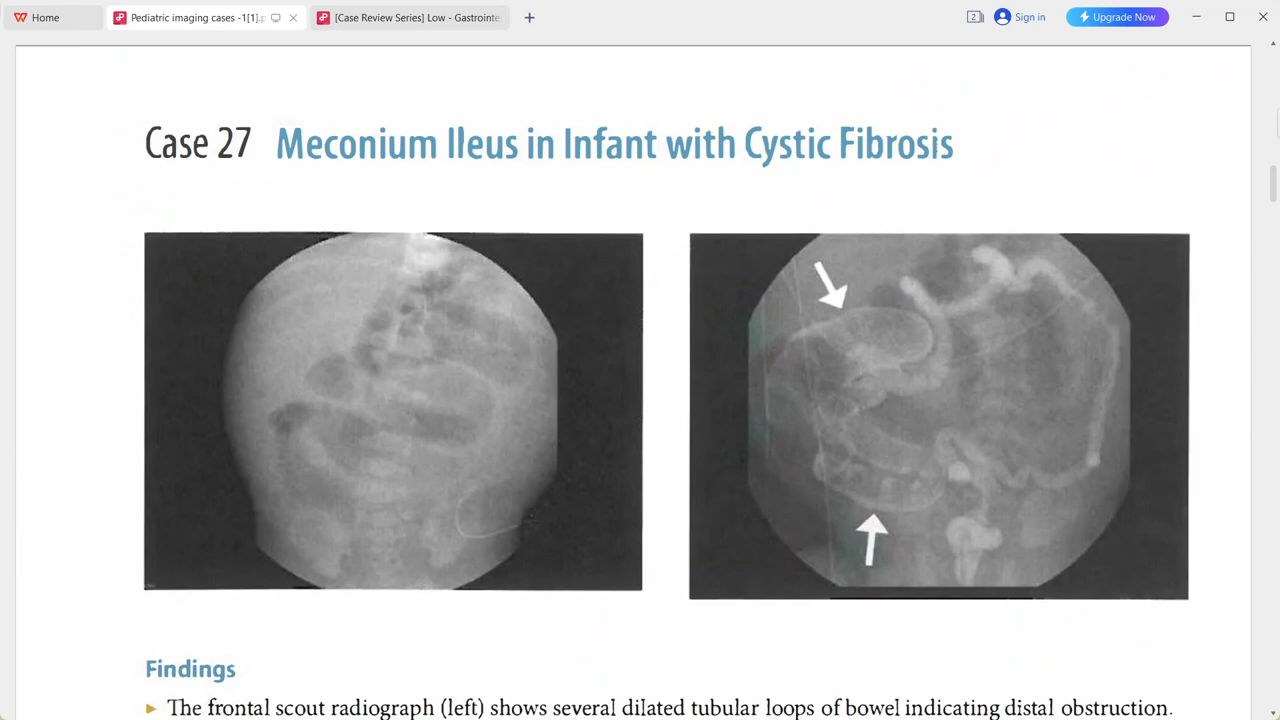 Home
Pediatric imaging cases -1[1].p
[Case Review Series] Low - Gastrointe
2
Sign in
Upgrade Now
Case 27 Meconium Ileus in Infant with Cystic Fibrosis
Findings
► The frontal scout radiograph (left) shows several dilated tubular loops of bowel indicating distal obstruction.